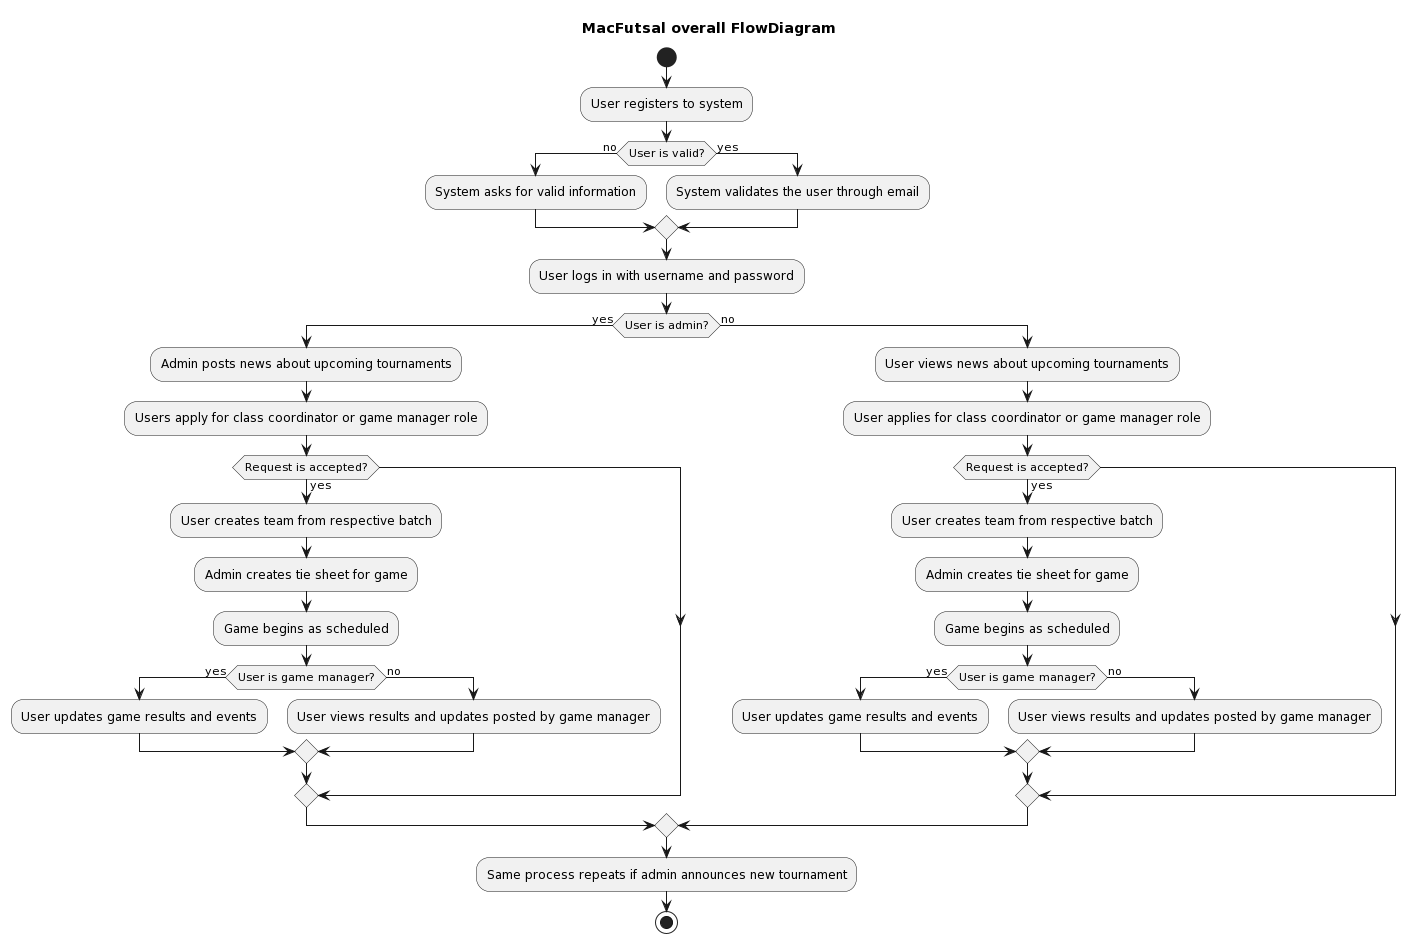 MacFutsal overall FlowDiagram
User registers to system
no
User is valid?
yes
System asks for valid information
System validates the user through email
User logs in with username and password
yes
User is admin?
no
Admin posts news about upcoming tournaments
Users apply for class coordinator or game manager role
Request is accepted?
yes
User creates team from respective batch
Admin creates tie sheet for game
Game begins as scheduled
yes
User is game manager?
no
User updates game results and events
User views results and updates posted by game manager
User views news about upcoming tournaments
User applies for class coordinator or game manager role
Request is accepted?
yes
User creates team from respective batch
Admin creates tie sheet for game
Game begins as scheduled
yes
User is game manager?
no
User updates game results and events
User views results and updates posted by game manager
Same process repeats if admin announces new tournament